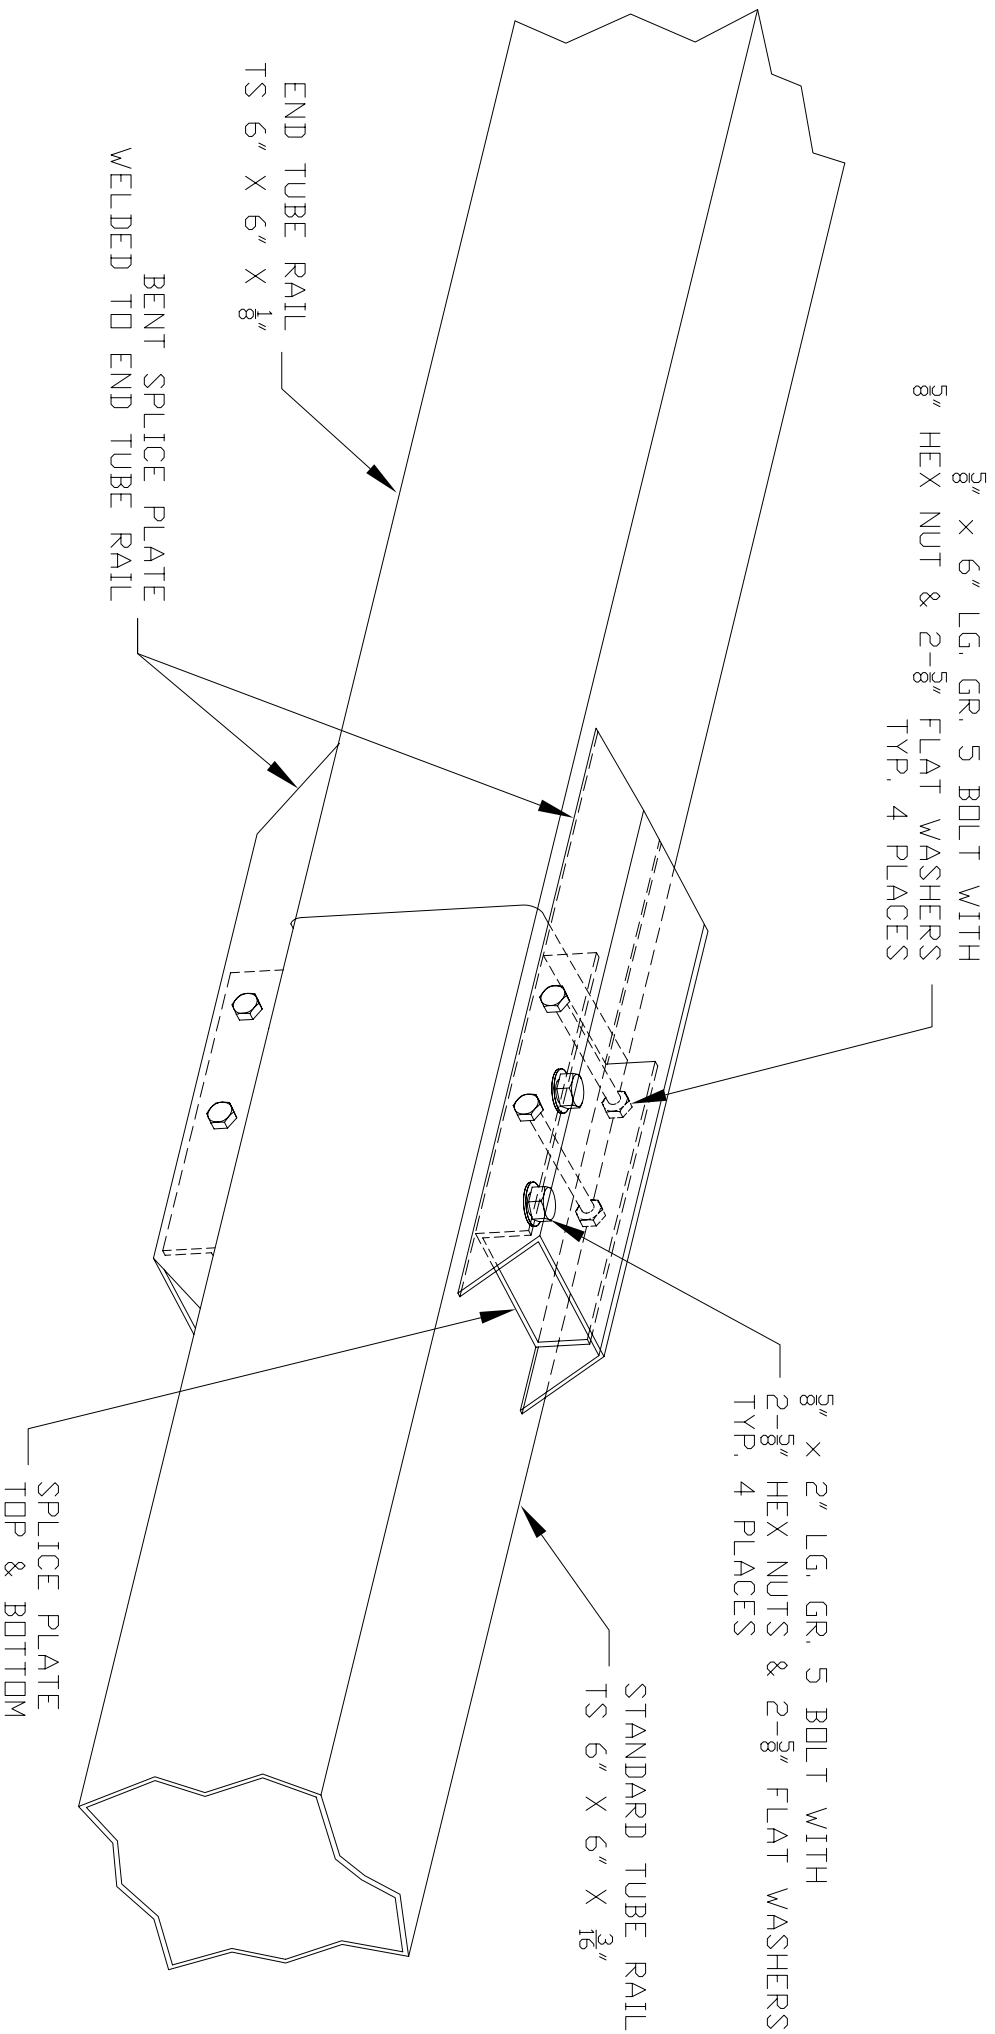 ⅝″ X 6″ LG. GR. 5 BOLT WITH
⅝″ HEX NUT & 2-⅝″ FLAT WASHERS
TYP. 4 PLACES
END TUBE RAIL
TS 6″ X 6″ X ⅛″
BENT SPLICE PLATE
WELDED TO END TUBE RAIL
⅝″ X 2″ LG. GR. 5 BOLT WITH
2-⅝″ HEX NUTS & 2-⅝″ FLAT WASHERS
TYP. 4 PLACES
STANDARD TUBE RAIL
TS 6″ X 6″ X 3/16″
SPLICE PLATE
TOP & BOTTOM